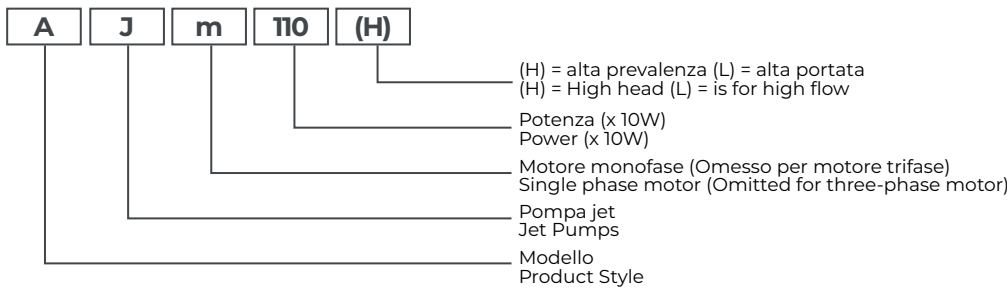 A J m 110 (H)
(H) = alta prevalenza (L) = alta portata
(H) = High head (L) = is for high flow
Potenza (x 10W)
Power (x 10W)
Motore monofase (Omesso per motore trifase)
Single phase motor (Omitted for three-phase motor)
Pompa jet
Jet Pumps
Modello
Product Style